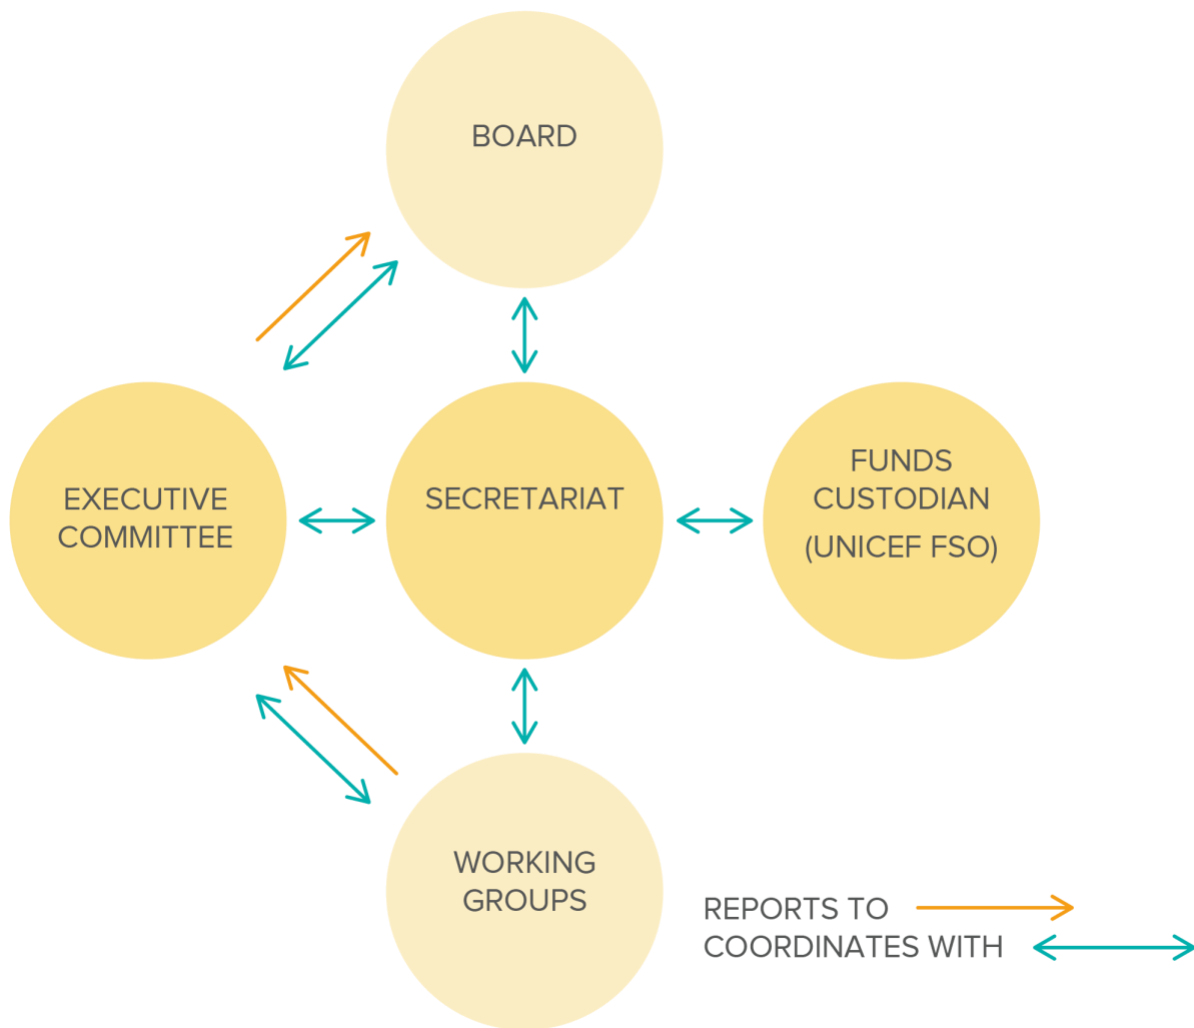 BOARD
EXECUTIVE
COMMITTEE
SECRETARIAT
FUNDS
CUSTODIAN
(UNICEF FSO)
WORKING
GROUPS
REPORTS TO
COORDINATES WITH